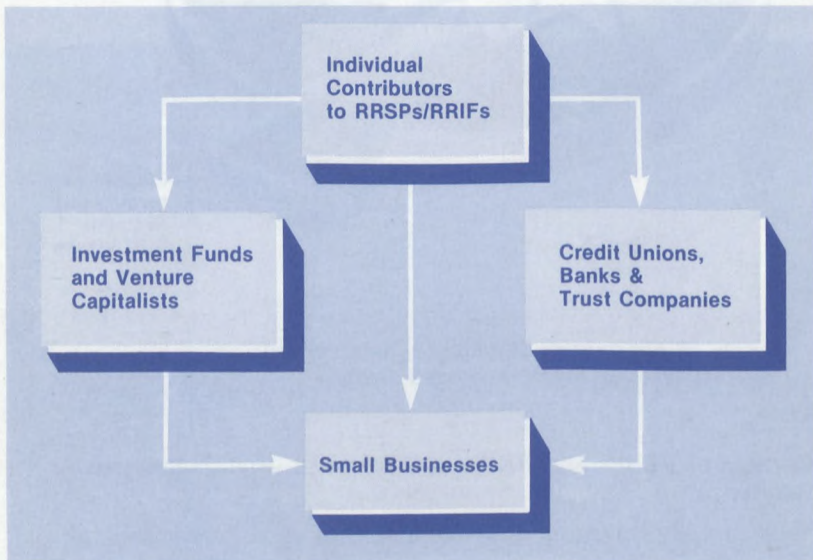 Individual
Contributors
to RRSPs/RRIFs
Investment Funds
and Venture
Capitalists
Credit Unions,
Banks &
Trust Companies
Small Businesses